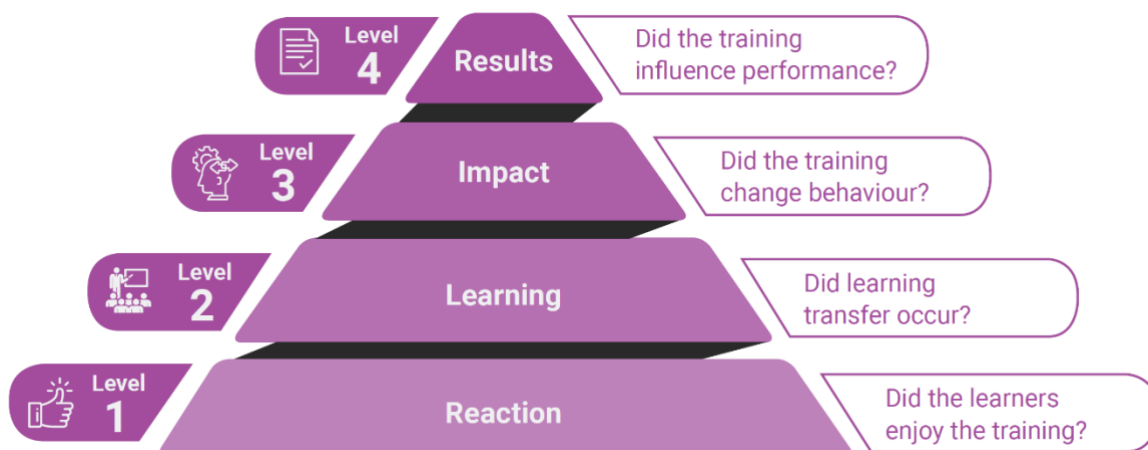 Level
4
Results
Did the training
influence performance?
Level
3
Impact
Did the training
change behaviour?
Level
2
Learning
Did learning
transfer occur?
Level
1
Reaction
Did the learners
enjoy the training?